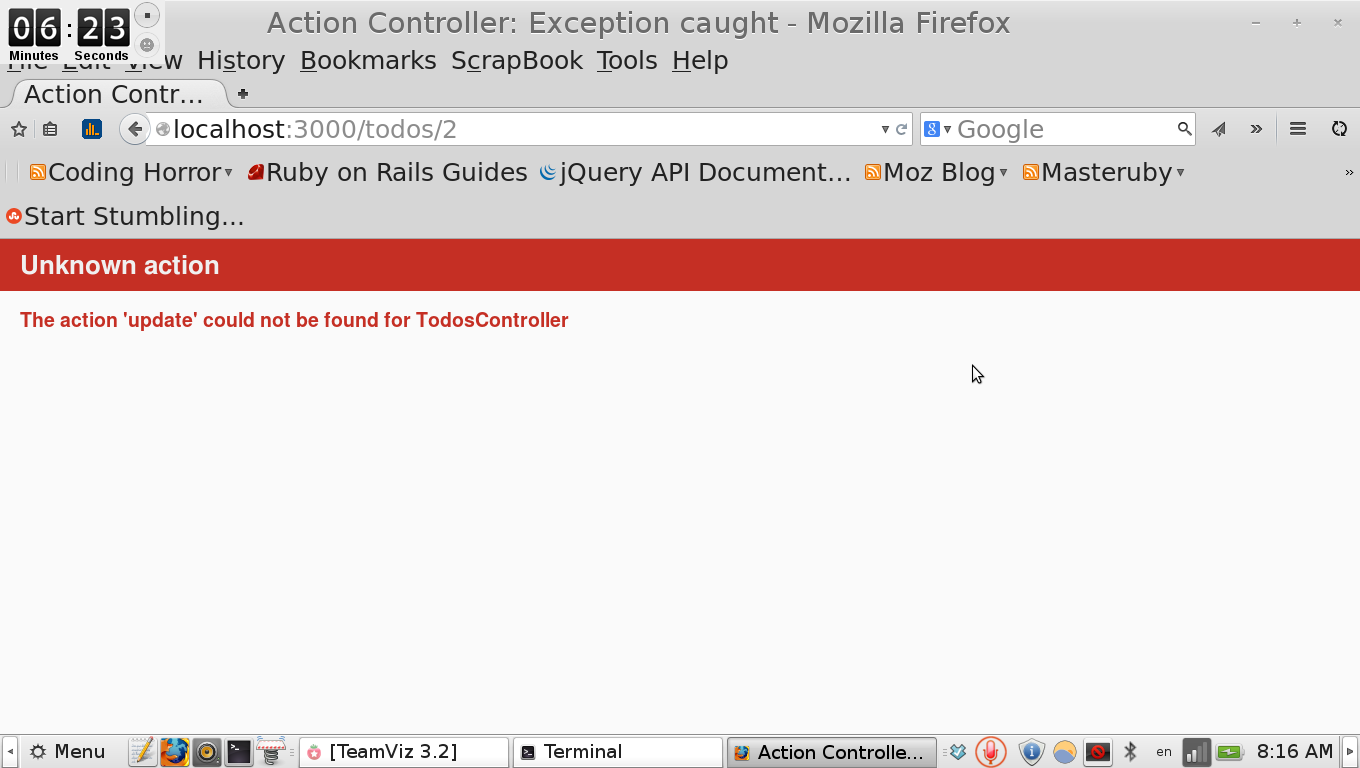 06:23
Minutes Seconds
Action Controller: Exception caught - Mozilla Firefox
File Edit View History Bookmarks ScrapBook Tools Help
Action Contr...
localhost:3000/todos/2
Google
Coding Horror Ruby on Rails Guides jQuery API Document... Moz Blog Masteruby
Start Stumbling...
Unknown action
The action 'update' could not be found for TodosController
Menu [TeamViz 3.2] Terminal Action Controlle... en 8:16 AM